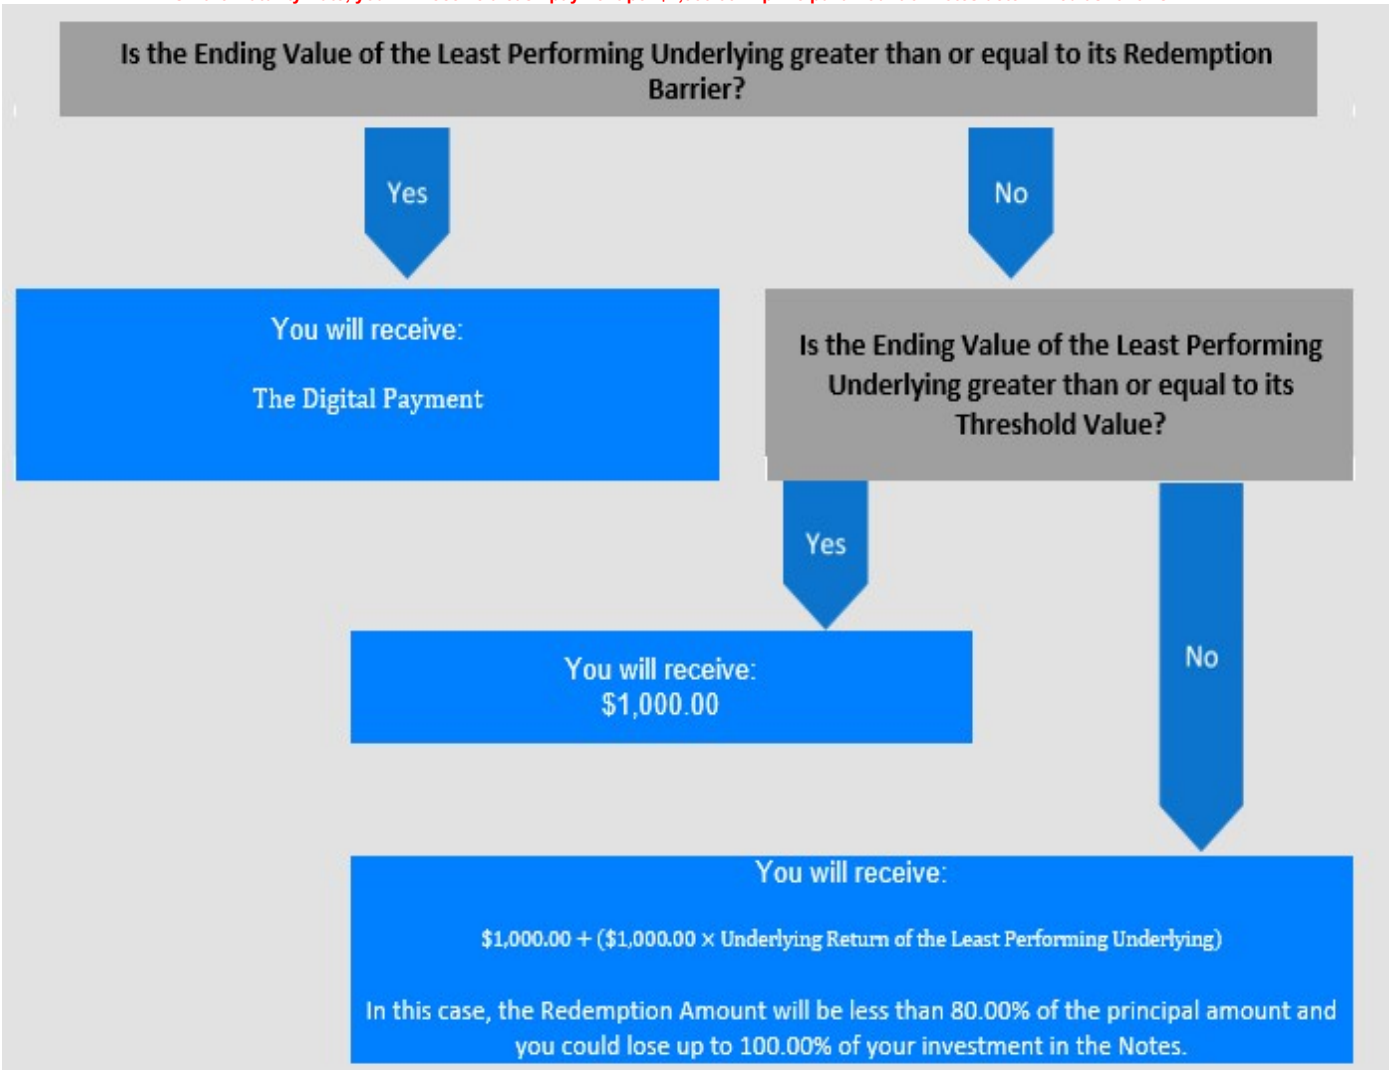 Is the Ending Value of the Least Performing Underlying greater than or equal to its Redemption
Barrier?
Yes
No
You will receive:
The Digital Payment
Is the Ending Value of the Least Performing
Underlying greater than or equal to its
Threshold Value?
Yes
No
You will receive:
$1,000.00
You will receive:
$1,000.00 + ($1,000.00 × Underlying Return of the Least Performing Underlying)
In this case, the Redemption Amount will be less than 80.00% of the principal amount and
you could lose up to 100.00% of your investment in the Notes.